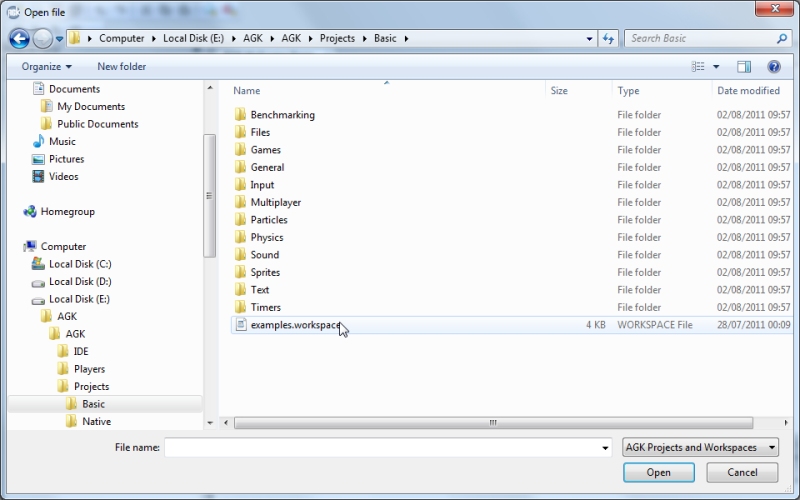 Open file
Computer Local Disk (E:) AGK AGK Projects Basic
Search Basic
Organize New folder
Documents
My Documents
Public Documents
Music
Pictures
Videos
Homegroup
Computer
Local Disk (C:)
Local Disk (D:)
Local Disk (E:)
AGK
AGK
IDE
Players
Projects
Basic
Native
Name Size Type Date modified
Benchmarking File folder 02/08/2011 09:57
Files File folder 02/08/2011 09:57
Games File folder 02/08/2011 09:57
General File folder 02/08/2011 09:57
Input File folder 02/08/2011 09:57
Multiplayer File folder 02/08/2011 09:57
Particles File folder 02/08/2011 09:57
Physics File folder 02/08/2011 09:57
Sound File folder 02/08/2011 09:57
Sprites File folder 02/08/2011 09:57
Text File folder 02/08/2011 09:57
Timers File folder 02/08/2011 09:57
examples.workspace 4 KB WORKSPACE File 28/07/2011 00:09
File name:
AGK Projects and Workspaces
Open Cancel